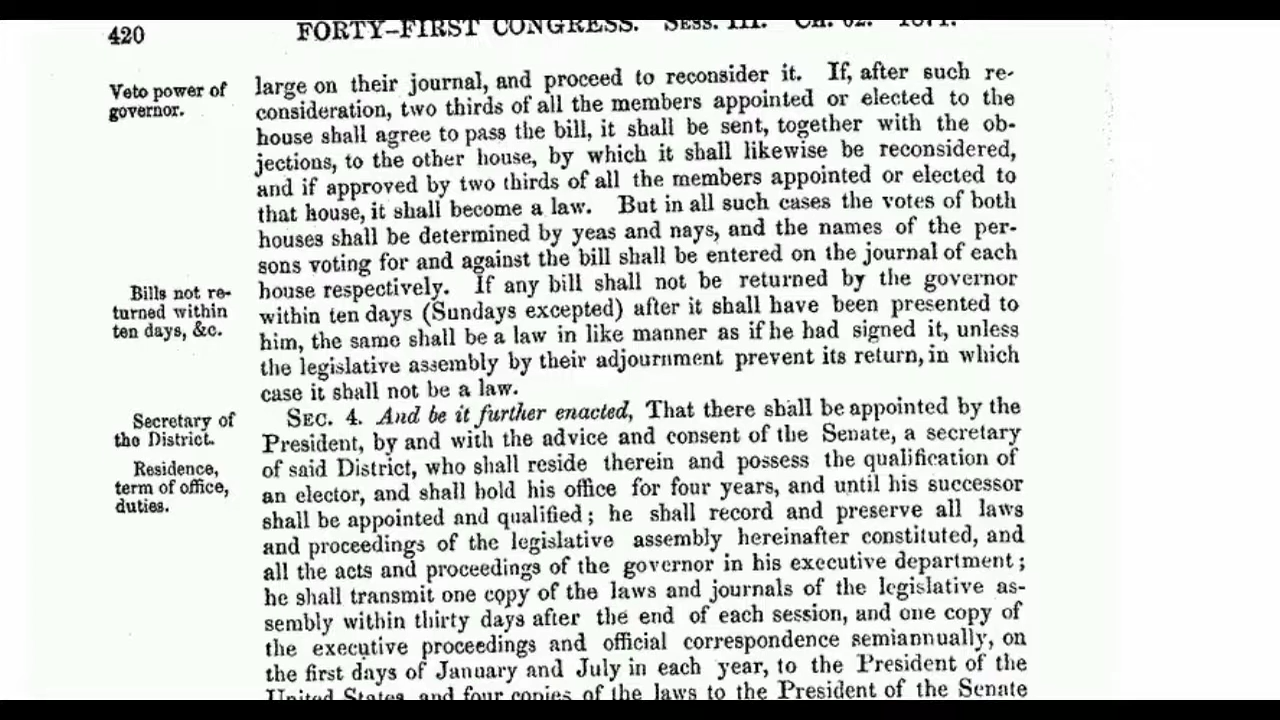 420
FORTY-FIRST CONGRESS. SESS. III. CH. 62. 1871.
Veto power of
governor.
large on their journal, and proceed to reconsider it. If, after such re-
consideration, two thirds of all the members appointed or elected to the
house shall agree to pass the bill, it shall be sent, together with the ob-
jections, to the other house, by which it shall likewise be reconsidered,
and if approved by two thirds of all the members appointed or elected to
that house, it shall become a law. But in all such cases the votes of both
houses shall be determined by yeas and nays, and the names of the per-
sons voting for and against the bill shall be entered on the journal of each
Bills not re-
turned within
ten days, &c.
house respectively. If any bill shall not be returned by the governor
within ten days (Sundays excepted) after it shall have been presented to
him, the same shall be a law in like manner as if he had signed it, unless
the legislative assembly by their adjournment prevent its return, in which
case it shall not be a law.
Secretary of
the District.
Residence,
term of office,
duties.
SEC. 4. And be it further enacted, That there shall be appointed by the
President, by and with the advice and consent of the Senate, a secretary
of said District, who shall reside therein and possess the qualification of
an elector, and shall hold his office for four years, and until his successor
shall be appointed and qualified; he shall record and preserve all laws
and proceedings of the legislative assembly hereinafter constituted, and
all the acts and proceedings of the governor in his executive department;
he shall transmit one copy of the laws and journals of the legislative as-
sembly within thirty days after the end of each session, and one copy of
the executive proceedings and official correspondence semiannually, on
the first days of January and July in each year, to the President of the
United States, and four copies of the laws to the President of the Senate